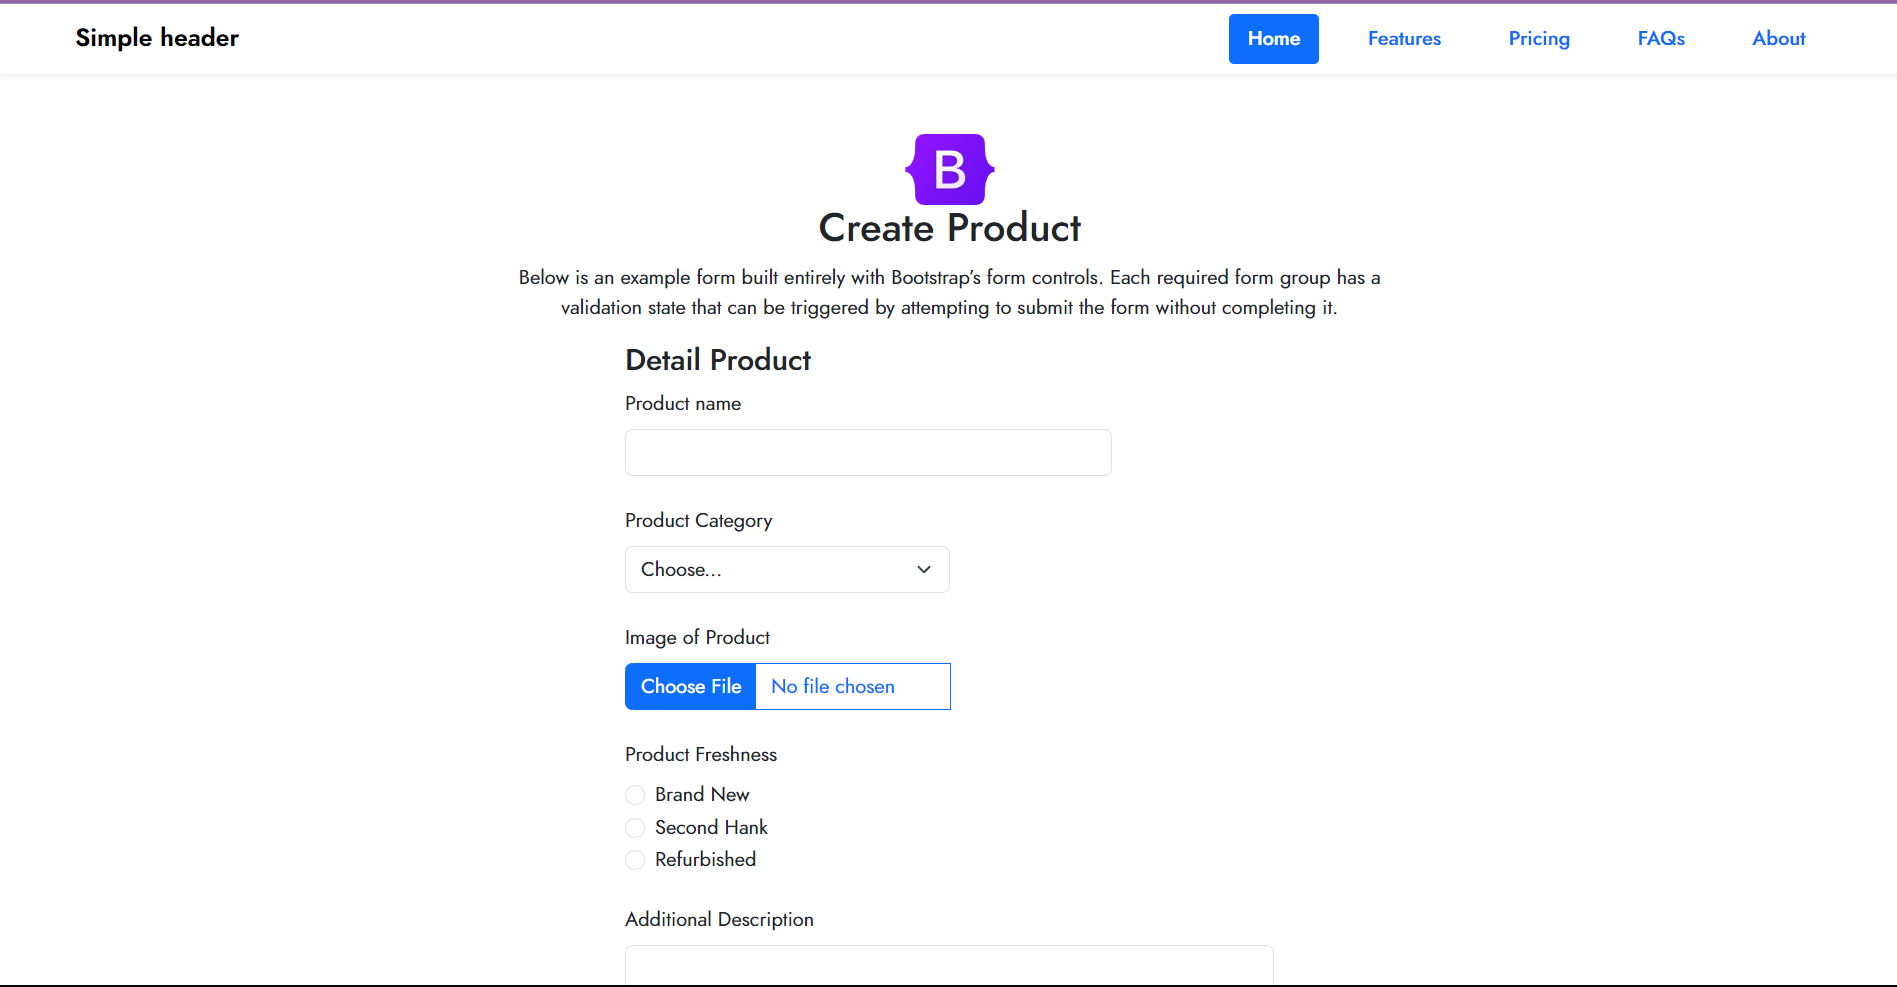 Simple header
Home
Features
Pricing
FAQs
About
B
Create Product
Below is an example form built entirely with Bootstrap’s form controls. Each required form group has a
validation state that can be triggered by attempting to submit the form without completing it.
Detail Product
Product name
Product Category
Choose...
Image of Product
Choose File
No file chosen
Product Freshness
Brand New
Second Hank
Refurbished
Additional Description